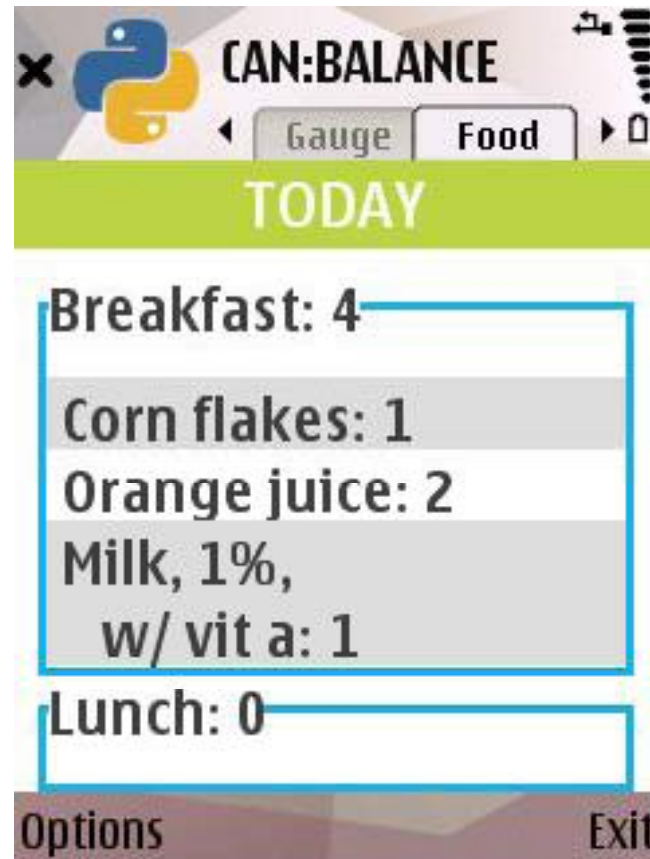 CAN:BALANCE
Gauge Food
TODAY
Breakfast: 4
Corn flakes: 1
Orange juice: 2
Milk, 1%,
w/ vit a: 1
Lunch: 0
Options Exit